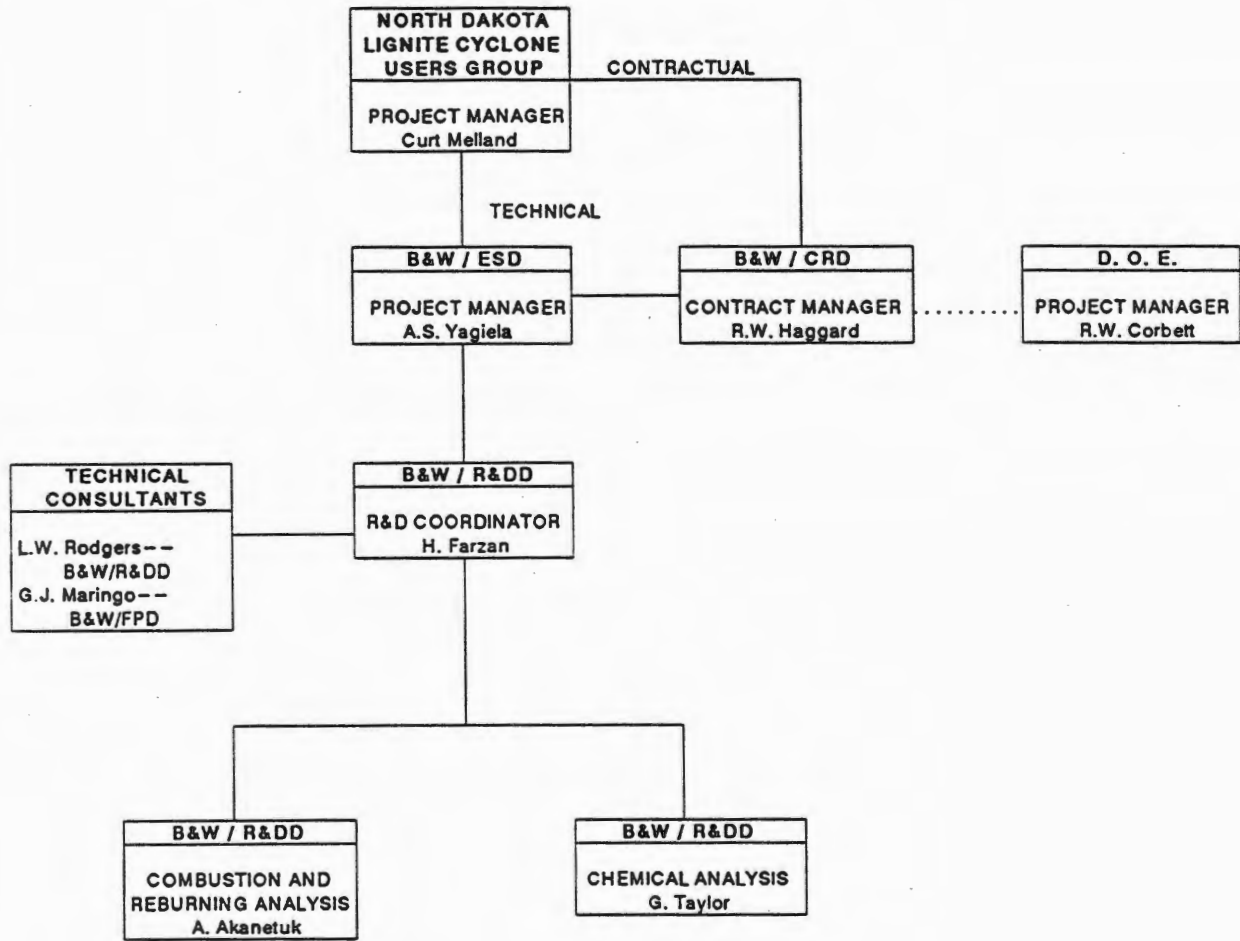 NORTH DAKOTA
LIGNITE CYCLONE
USERS GROUP
PROJECT MANAGER
Curt Melland
CONTRACTUAL
TECHNICAL
B&W / ESD
PROJECT MANAGER
A.S. Yagiela
B&W / CRD
CONTRACT MANAGER
R.W. Haggard
D. O. E.
PROJECT MANAGER
R.W. Corbett
TECHNICAL
CONSULTANTS
L.W. Rodgers--
B&W/R&DD
G.J. Maringo--
B&W/FPD
B&W / R&DD
R&D COORDINATOR
H. Farzan
B&W / R&DD
COMBUSTION AND
REBURNING ANALYSIS
A. Akanetuk
B&W / R&DD
CHEMICAL ANALYSIS
G. Taylor